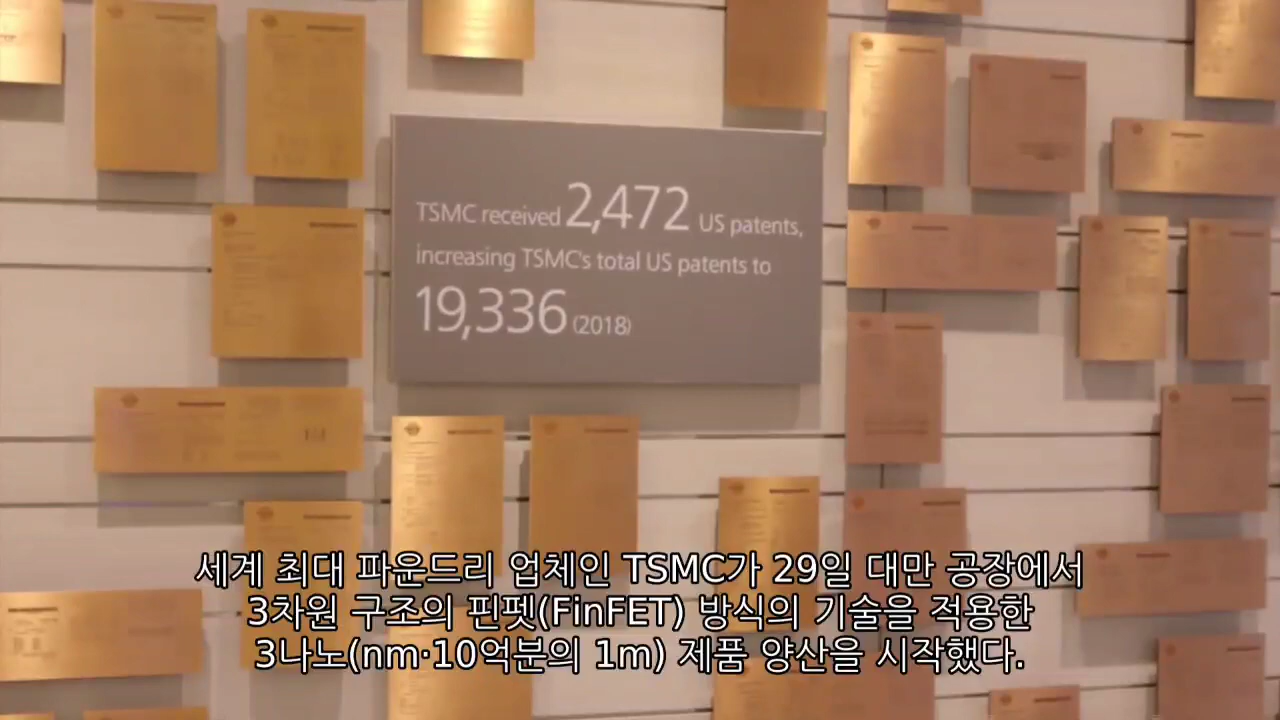 TSMC received 2,472 US patents,
increasing TSMC's total US patents to
19,336 (2018)
세계 최대 파운드리 업체인 TSMC가 29일 대만 공장에서
3차원 구조의 핀펫(FinFET) 방식의 기술을 적용한
3나노(nm·10억분의 1m) 제품 양산을 시작했다.